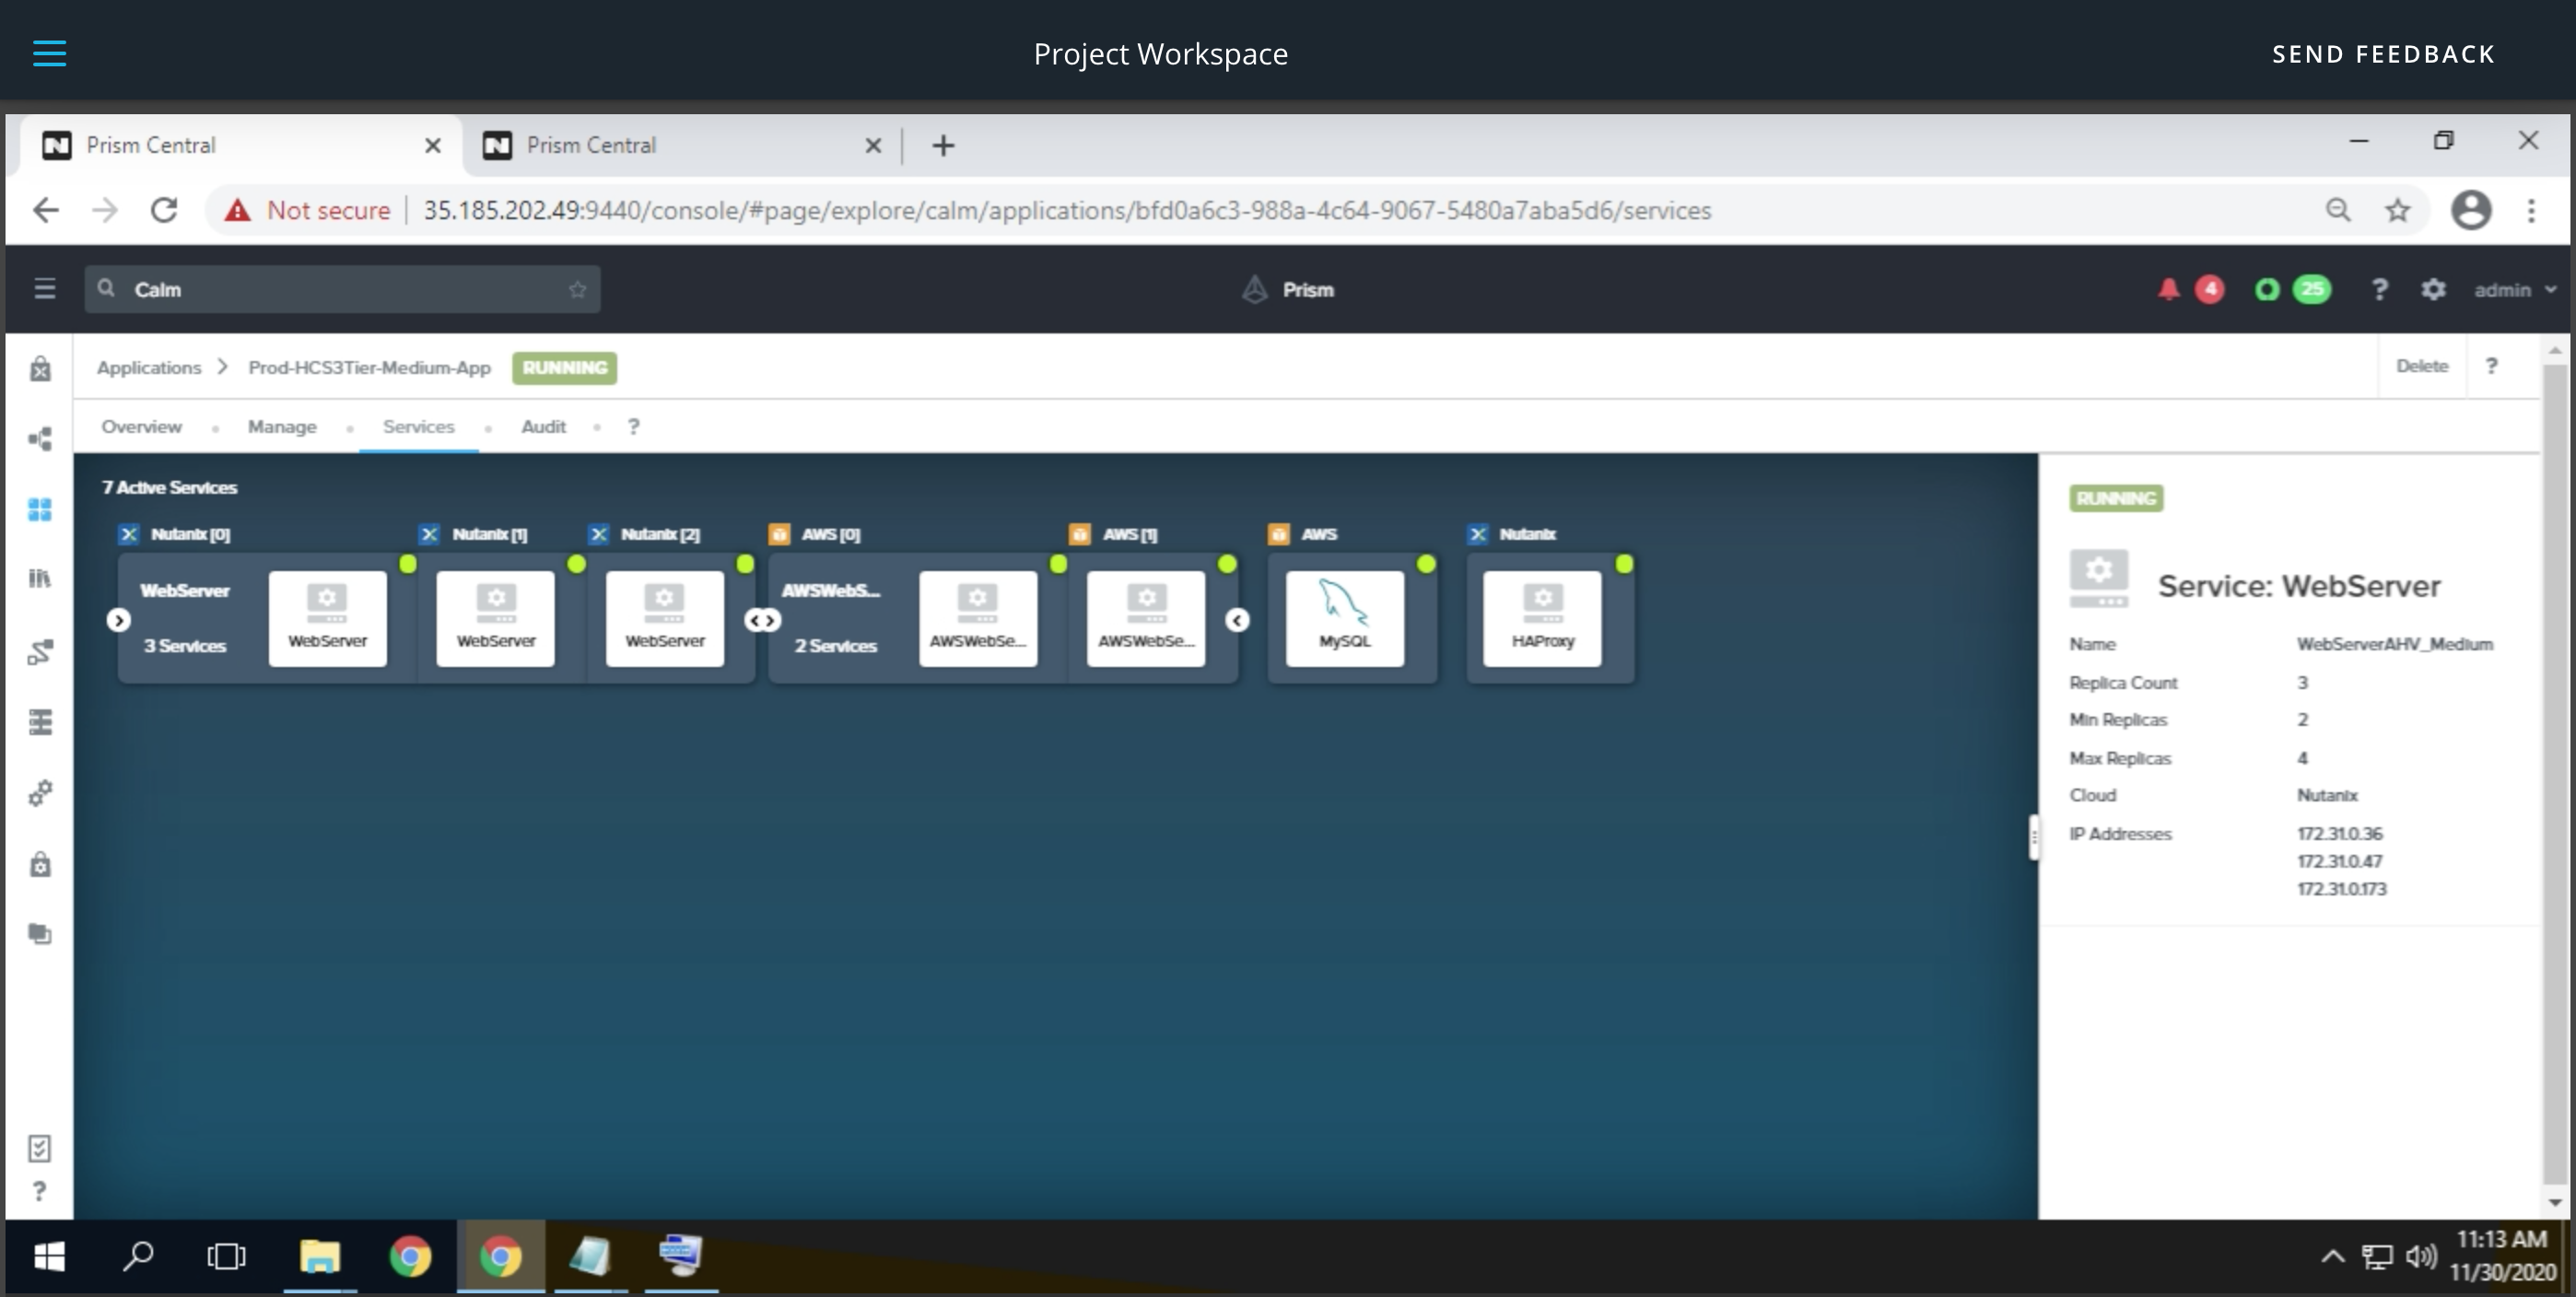 Project Workspace
SEND FEEDBACK
Prism Central
Prism Central
Not secure
35.185.202.49:9440/console/#page/explore/calm/applications/bfd0a6c3-988a-4c64-9067-5480a7aba5d6/services
Calm
Prism
4
25
?
admin
Applications
Prod-HCS3Tier-Medium-App
RUNNING
Delete
?
Overview
Manage
Services
Audit
?
7 Active Services
Nutanix [0]
Nutanix [1]
Nutanix [2]
AWS [0]
AWS [1]
AWS
Nutanix
WebServer
3 Services
WebServer
WebServer
WebServer
AWSWebS...
2 Services
AWSWebSe...
AWSWebSe...
MySQL
HAProxy
RUNNING
Service: WebServer
Name WebServerAHV_Medium
Replica Count 3
Min Replicas 2
Max Replicas 4
Cloud Nutanix
IP Addresses 172.31.0.36
172.31.0.47
172.31.0.173
?
11:13 AM
11/30/2020